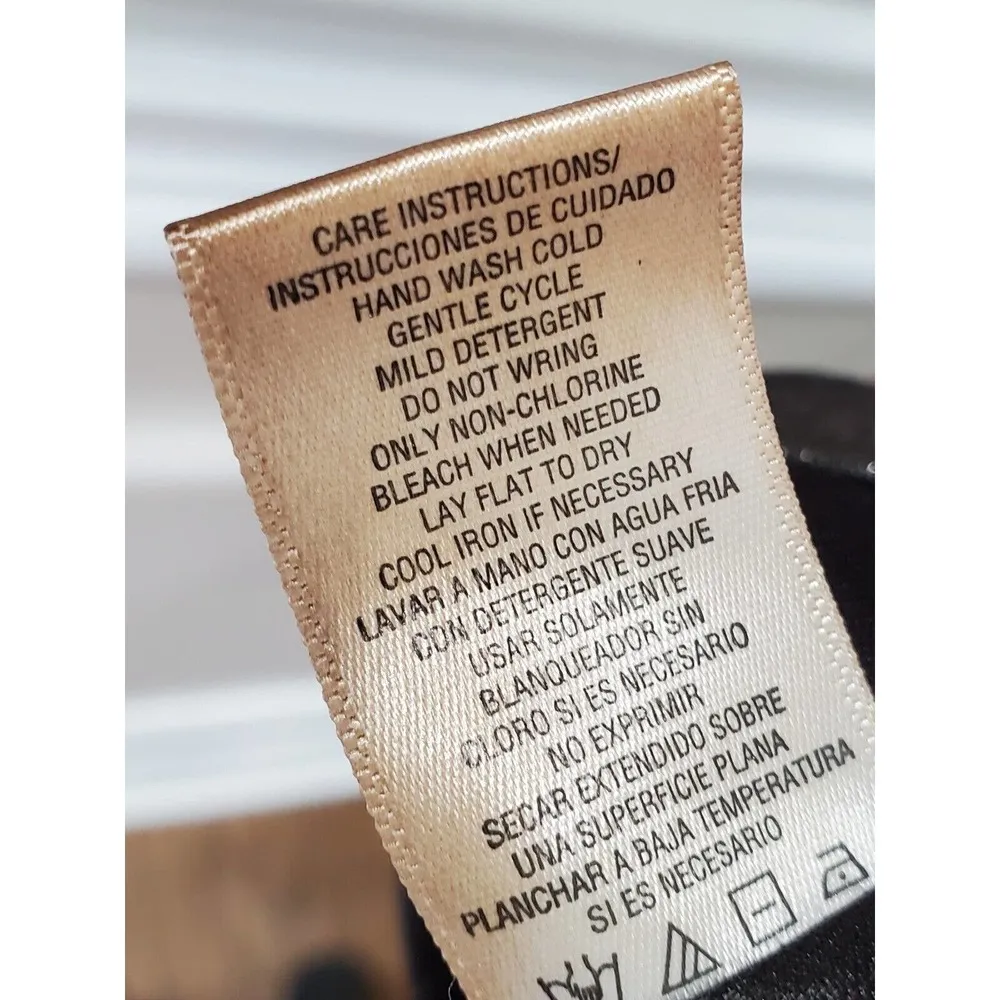 CARE INSTRUCTIONS/
INSTRUCCIONES DE CUIDADO
HAND WASH COLD
GENTLE CYCLE
MILD DETERGENT
DO NOT WRING
ONLY NON-CHLORINE
BLEACH WHEN NEEDED
LAY FLAT TO DRY
COOL IRON IF NECESSARY
LAVAR A MANO CON AGUA FRIA
CON DETERGENTE SUAVE
USAR SOLAMENTE
BLANQUEADOR SIN
CLORO SI ES NECESARIO
NO EXPRIMIR
SECAR EXTENDIDO SOBRE
UNA SUPERFICIE PLANA
PLANCHAR A BAJA TEMPERATURA
SI ES NECESARIO